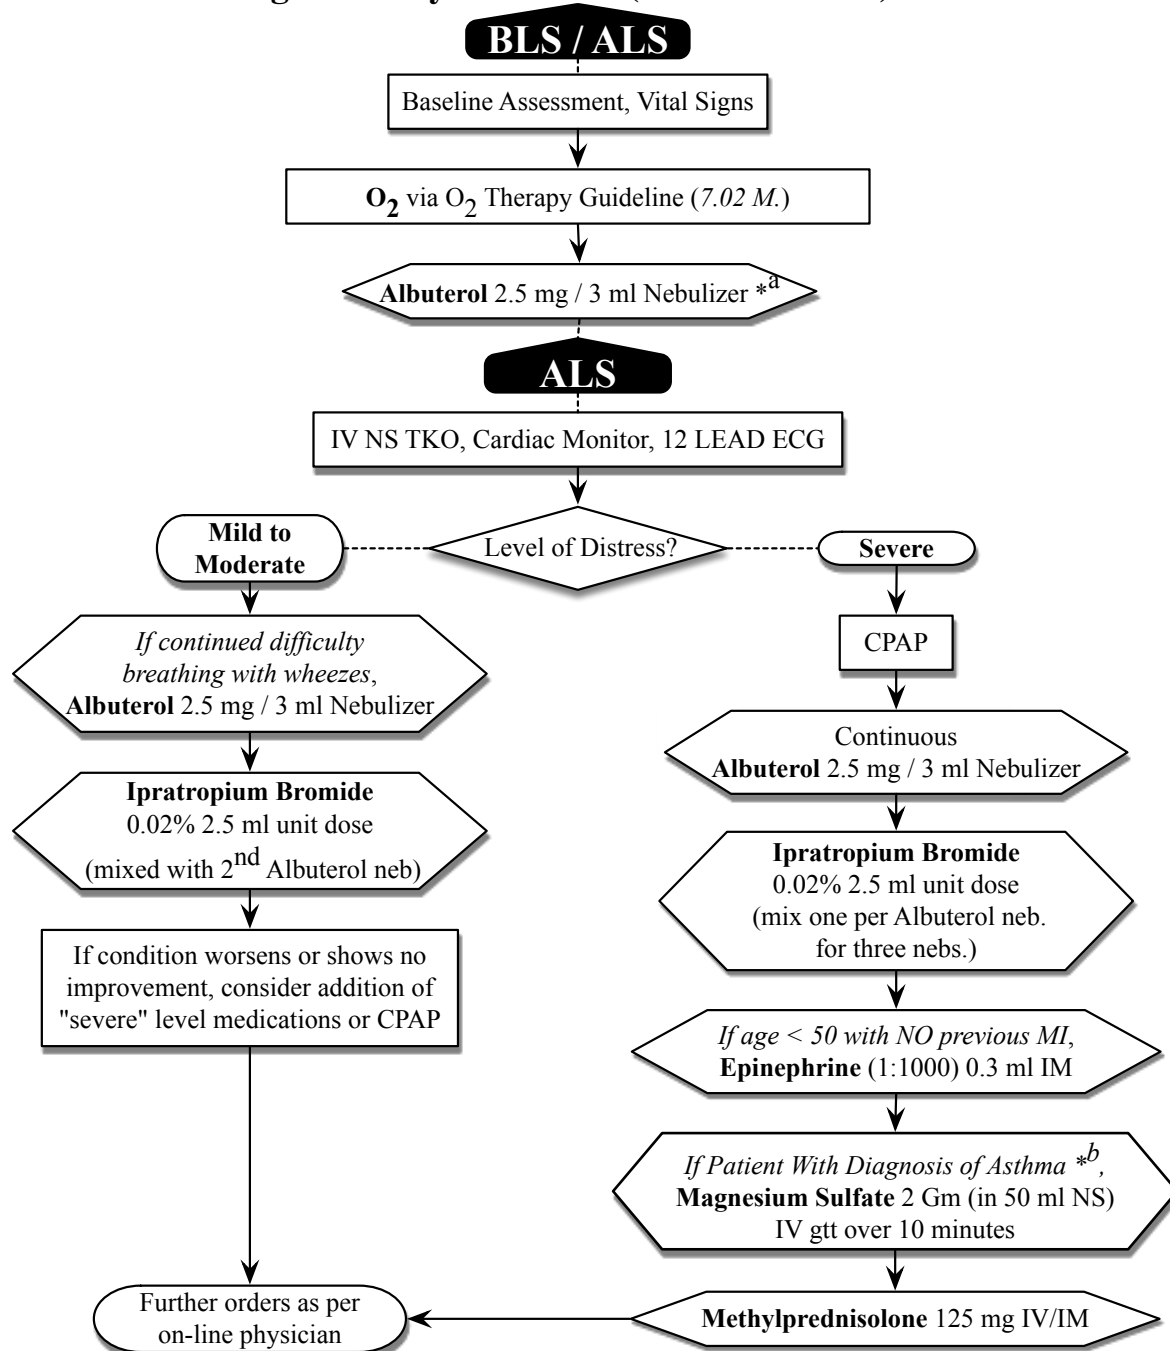 BLS / ALS
Baseline Assessment, Vital Signs
O2 via O2 Therapy Guideline (7.02 M.)
Albuterol 2.5 mg / 3 ml Nebulizer *a
ALS
IV NS TKO, Cardiac Monitor, 12 LEAD ECG
Level of Distress?
Mild to
Moderate
If continued difficulty
breathing with wheezes,
Albuterol 2.5 mg / 3 ml Nebulizer
Ipratropium Bromide
0.02% 2.5 ml unit dose
(mixed with 2nd Albuterol neb)
If condition worsens or shows no
improvement, consider addition of
"severe" level medications or CPAP
Severe
CPAP
Continuous
Albuterol 2.5 mg / 3 ml Nebulizer
Ipratropium Bromide
0.02% 2.5 ml unit dose
(mix one per Albuterol neb.
for three nebs.)
If age < 50 with NO previous MI,
Epinephrine (1:1000) 0.3 ml IM
If Patient With Diagnosis of Asthma *b,
Magnesium Sulfate 2 Gm (in 50 ml NS)
IV gtt over 10 minutes
Methylprednisolone 125 mg IV/IM
Further orders as per
on-line physician